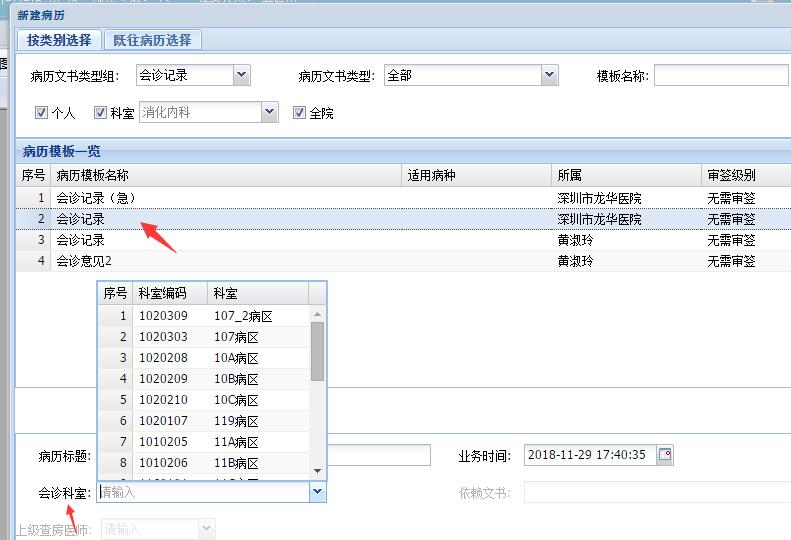 新建病历
按类别选择 既往病历选择
病历文书类型组: 会诊记录 病历文书类型: 全部 模板名称:
个人 科室 消化内科 全院
病历模板一览
序号 病历模板名称 适用病种 所属 审签级别
1 会诊记录（急） 深圳市龙华医院 无需审签
2 会诊记录 深圳市龙华医院 无需审签
3 会诊记录 黄淑玲 无需审签
4 会诊意见2 黄淑玲 无需审签
序号 科室编码 科室
1 1020309 107_2病区
2 1020303 107病区
3 1020208 10A病区
4 1020209 10B病区
5 1020210 10C病区
6 1020107 119病区
7 1010205 11A病区
8 1010206 11B病区
病历标题: 业务时间: 2018-11-29 17:40:35
会诊科室: 请输入 依赖文书:
上级查房医师: 请输入